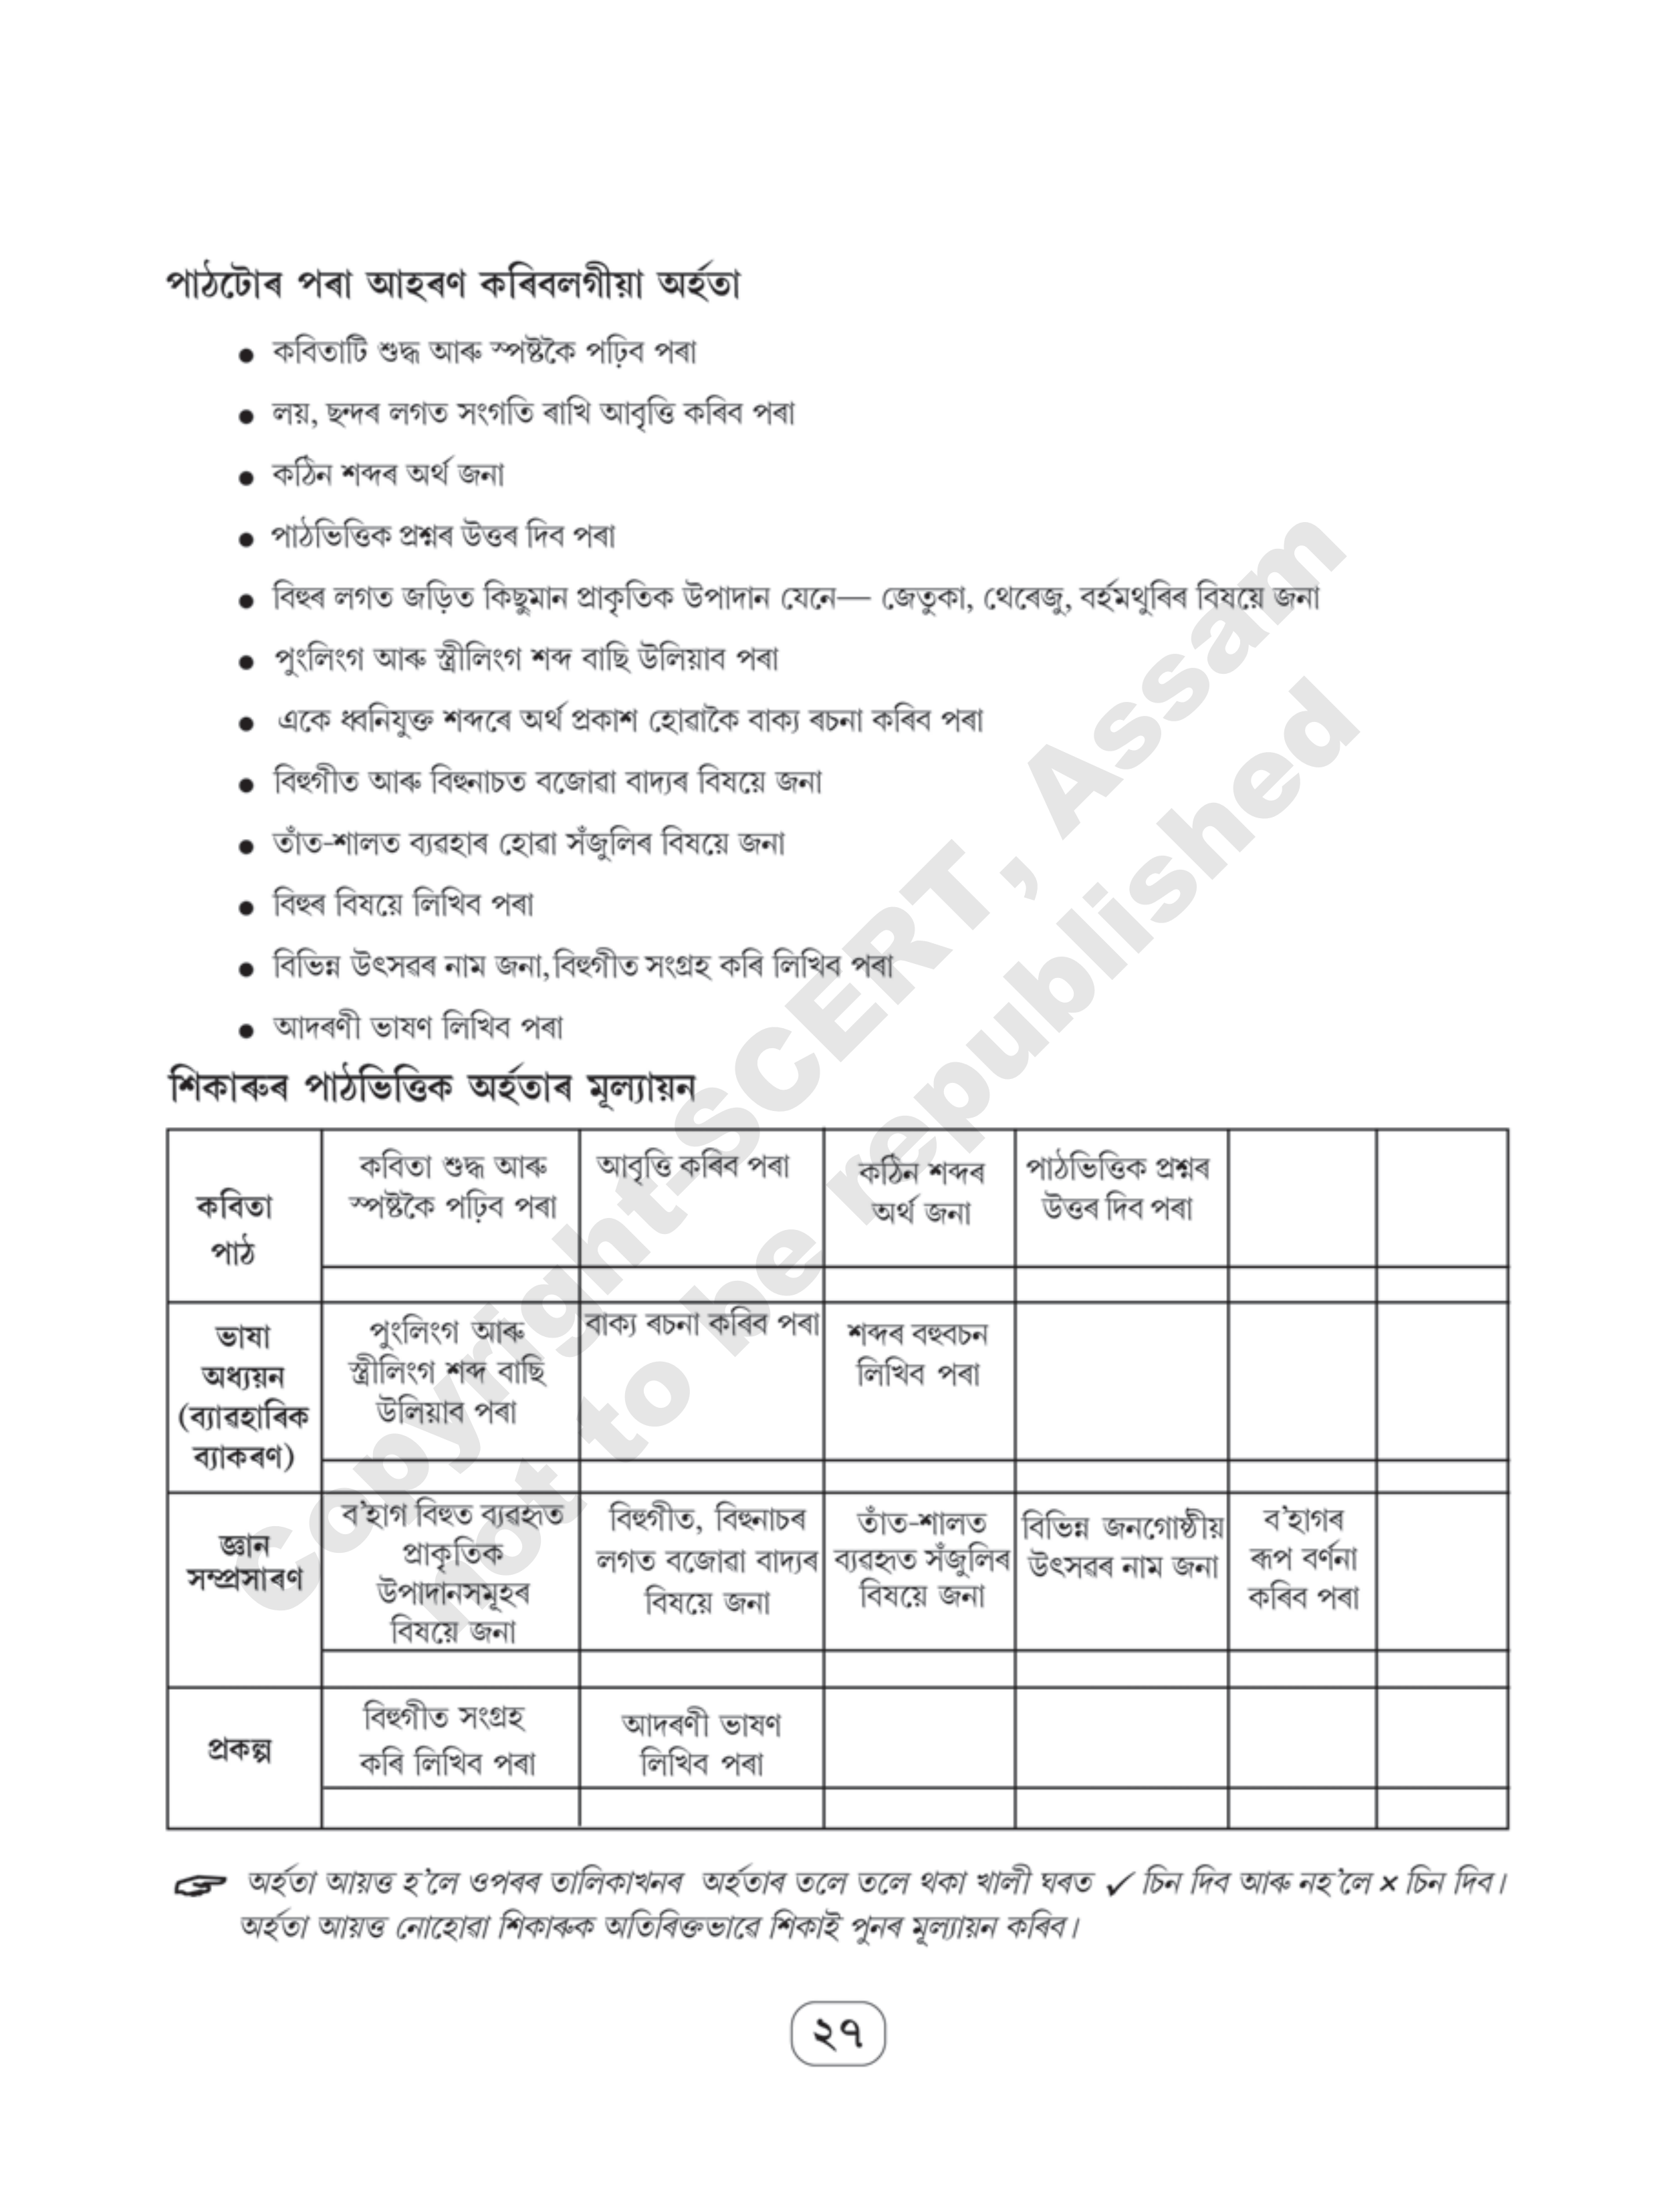 পাঠটোৰ পৰা আহৰণ কৰিবলগীয়া অৰ্হতা
● কবিতাটি শুদ্ধ আৰু স্পষ্টকৈ পঢ়িব পৰা
● লয়, ছন্দৰ লগত সংগতি ৰাখি আবৃত্তি কৰিব পৰা
● কঠিন শব্দৰ অৰ্থ জনা
● পাঠভিত্তিক প্ৰশ্নৰ উত্তৰ দিব পৰা
● বিহুৰ লগত জড়িত কিছুমান প্ৰাকৃতিক উপাদান যেনে— জেতুকা, থেৰেজু, বৰ্হমথুৰিৰ বিষয়ে জনা
● পুংলিংগ আৰু স্ত্ৰীলিংগ শব্দ বাছি উলিয়াব পৰা
● একে ধ্বনিযুক্ত শব্দৰে অৰ্থ প্ৰকাশ হোৱাকৈ বাক্য ৰচনা কৰিব পৰা
● বিহুগীত আৰু বিহুনাচত বজোৱা বাদ্যৰ বিষয়ে জনা
● তাঁত-শালত ব্যৱহাৰ হোৱা সঁজুলিৰ বিষয়ে জনা
● বিহুৰ বিষয়ে লিখিব পৰা
● বিভিন্ন উৎসৱৰ নাম জনা, বিহুগীত সংগ্ৰহ কৰি লিখিব পৰা
● আদৰণী ভাষণ লিখিব পৰা
শিকাৰুৰ পাঠভিত্তিক অৰ্হতাৰ মূল্যায়ন
কবিতা
পাঠ
কবিতা শুদ্ধ আৰু
স্পষ্টকৈ পঢ়িব পৰা
আবৃত্তি কৰিব পৰা
কঠিন শব্দৰ
অৰ্থ জনা
পাঠভিত্তিক প্ৰশ্নৰ
উত্তৰ দিব পৰা
ভাষা
অধ্যয়ন
(ব্যাৱহাৰিক
ব্যাকৰণ)
পুংলিংগ আৰু
স্ত্ৰীলিংগ শব্দ বাছি
উলিয়াব পৰা
বাক্য ৰচনা কৰিব পৰা
শব্দৰ বহুবচন
লিখিব পৰা
জ্ঞান
সম্প্ৰসাৰণ
ব'হাগ বিহুত ব্যৱহৃত
প্ৰাকৃতিক
উপাদানসমূহৰ
বিষয়ে জনা
বিহুগীত, বিহুনাচৰ
লগত বজোৱা বাদ্যৰ
বিষয়ে জনা
তাঁত-শালত
ব্যৱহৃত সঁজুলিৰ
বিষয়ে জনা
বিভিন্ন জনগোষ্ঠীয়
উৎসৱৰ নাম জনা
ব'হাগৰ
ৰূপ বৰ্ণনা
কৰিব পৰা
প্ৰকল্প
বিহুগীত সংগ্ৰহ
কৰি লিখিব পৰা
আদৰণী ভাষণ
লিখিব পৰা
☞ অৰ্হতা আয়ত্ত হ'লে ওপৰৰ তালিকাখনৰ অৰ্হতাৰ তলে তলে থকা খালী ঘৰত ✓ চিন দিব আৰু নহ'লে × চিন দিব।
অৰ্হতা আয়ত্ত নোহোৱা শিকাৰুক অতিৰিক্তভাৱে শিকাই পুনৰ মূল্যায়ন কৰিব।
২৭
Copyright-SCERT, Assam
not to be republished